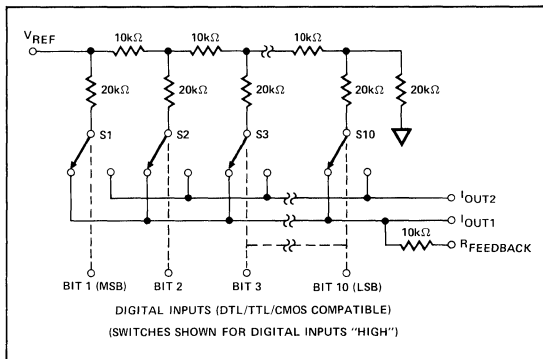 VREF
10kΩ 10kΩ 10kΩ
20kΩ 20kΩ 20kΩ 20kΩ 20kΩ
S1 S2 S3 S10
IOUT2
IOUT1
10kΩ
RFEEDBACK
BIT 1 (MSB) BIT 2 BIT 3 BIT 10 (LSB)
DIGITAL INPUTS (DTL/TTL/CMOS COMPATIBLE)
(SWITCHES SHOWN FOR DIGITAL INPUTS "HIGH")